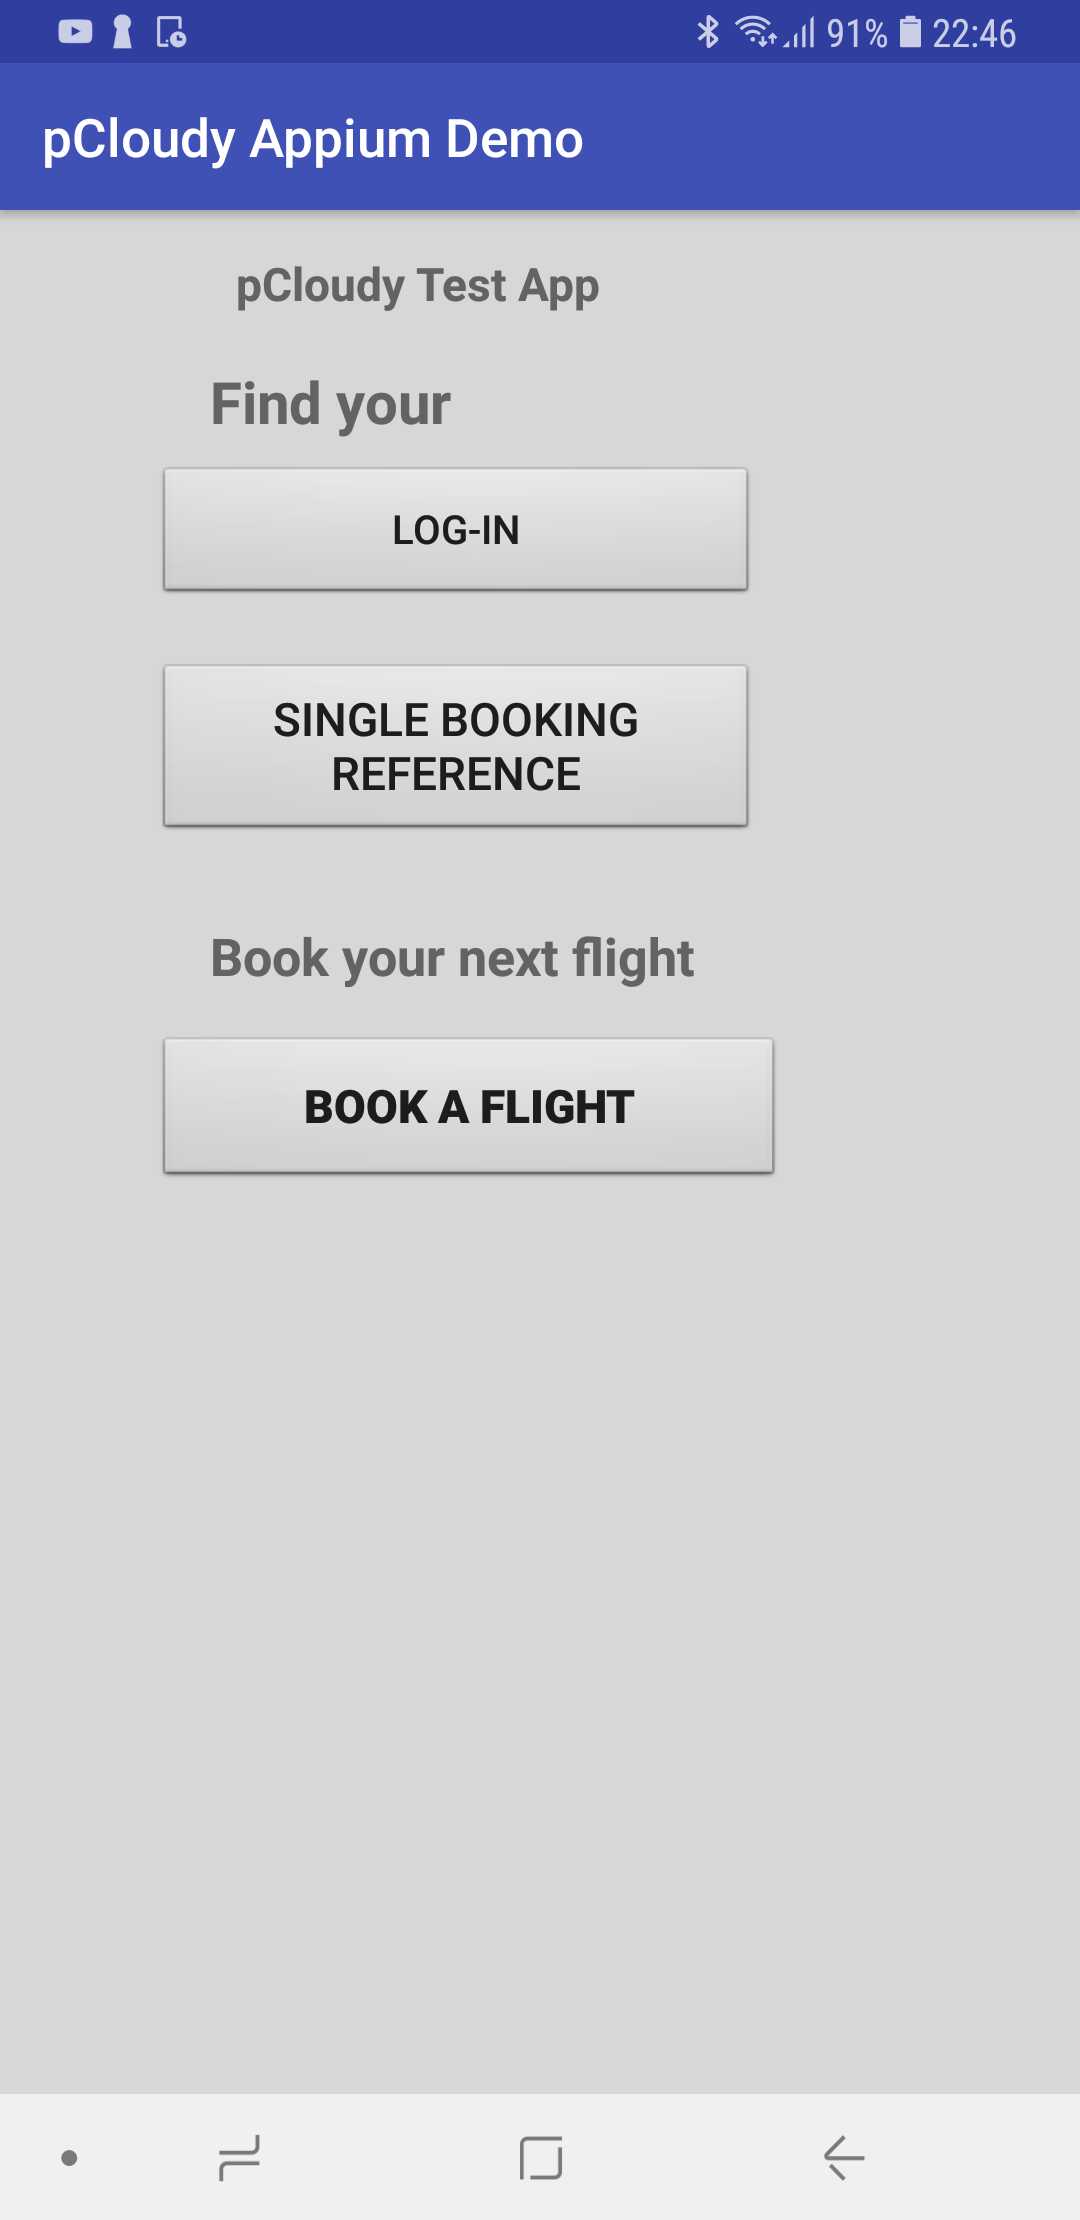 91% 22:46
pCloudy Appium Demo
pCloudy Test App
Find your
LOG-IN
SINGLE BOOKING
REFERENCE
Book your next flight
BOOK A FLIGHT